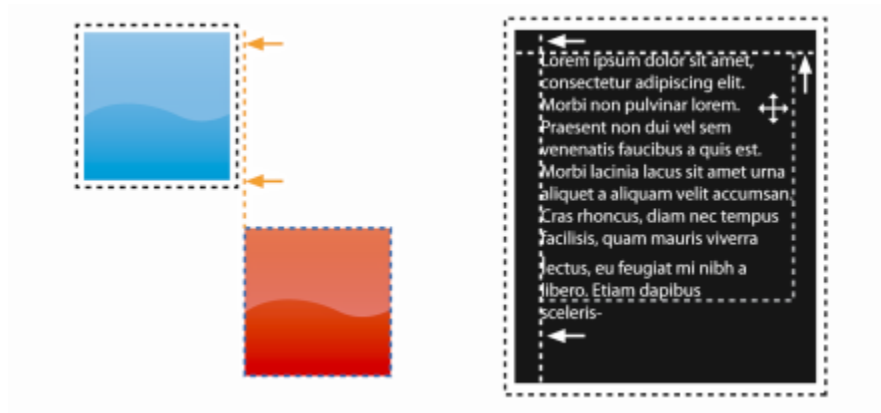 Lorem ipsum dolor sit amet,
consectetur adipiscing elit.
Morbi non pulvinar lorem.
Praesent non dui vel sem
venenatis faucibus a quis est.
Morbi lacinia lacus sit amet urna
aliquet a aliquam velit accumsan.
Cras rhoncus, diam nec tempus
facilisis, quam mauris viverra
lectus, eu feugiat mi nibh a
libero. Etiam dapibus
sceleris-